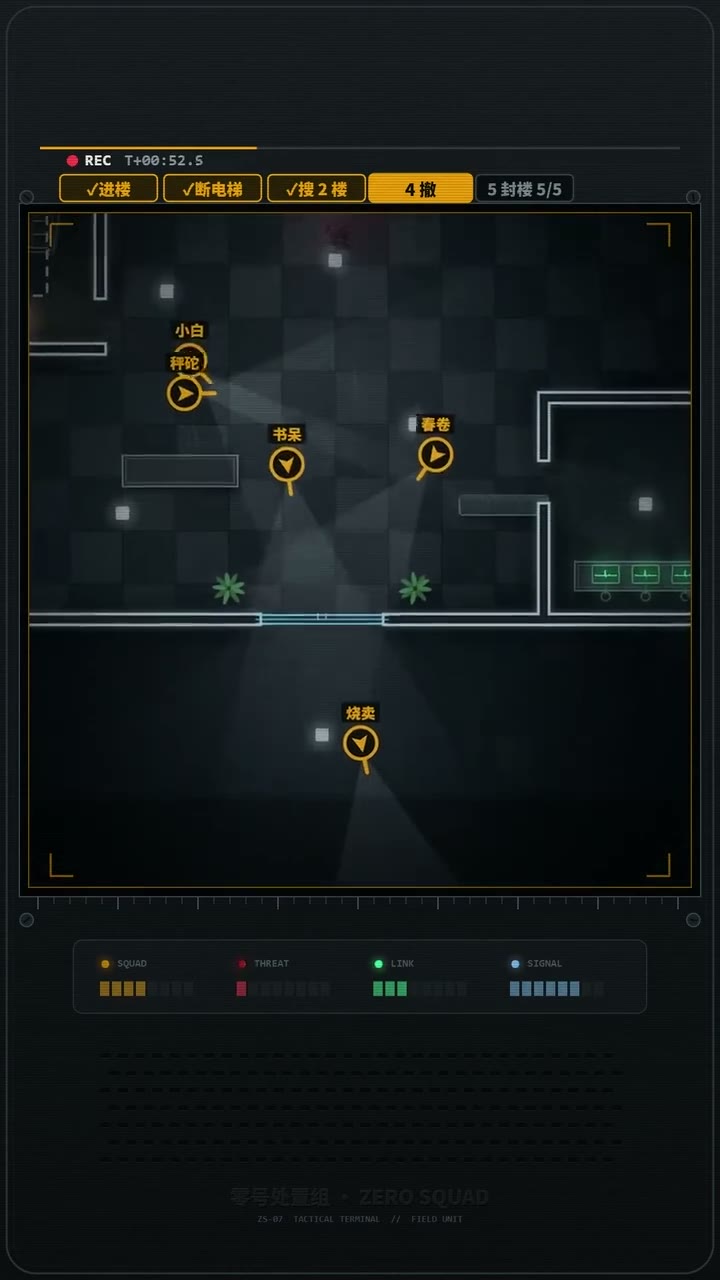 REC T+00:52.5
✓进楼 ✓断电梯 ✓搜 2 楼 4 撤 5 封楼 5/5
小白
秤砣
春卷
书呆
烧卖
SQUAD THREAT LINK SIGNAL
零号处置组 · ZERO SQUAD
ZS-07 TACTICAL TERMINAL // FIELD UNIT